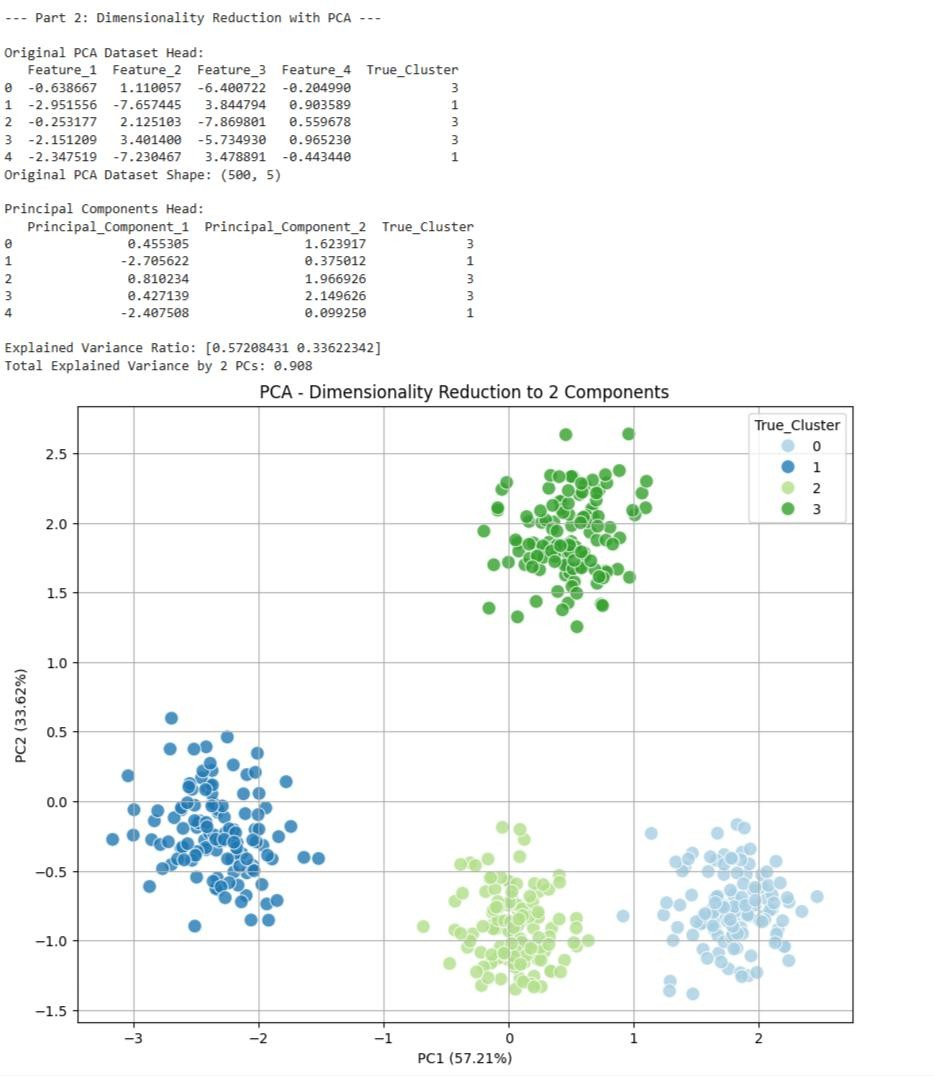 --- Part 2: Dimensionality Reduction with PCA ---
Original PCA Dataset Head:
Feature_1 Feature_2 Feature_3 Feature_4 True_Cluster
0 -0.638667 1.110057 -6.400722 -0.204990 3
1 -2.951556 -7.657445 3.844794 0.903589 1
2 -0.253177 2.125103 -7.869801 0.559678 3
3 -2.151209 3.401400 -5.734930 0.965230 3
4 -2.347519 -7.230467 3.478891 -0.443440 1
Original PCA Dataset Shape: (500, 5)
Principal Components Head:
Principal_Component_1 Principal_Component_2 True_Cluster
0 0.455305 1.623917 3
1 -2.705622 0.375012 1
2 0.810234 1.966926 3
3 0.427139 2.149626 3
4 -2.407508 0.099250 1
Explained Variance Ratio: [0.57208431 0.33622342]
Total Explained Variance by 2 PCs: 0.908
PCA - Dimensionality Reduction to 2 Components
True_Cluster
0
1
2
3
2.5
2.0
1.5
1.0
0.5
0.0
−0.5
−1.0
−1.5
PC2 (33.62%)
−3 −2 −1 0 1 2
PC1 (57.21%)